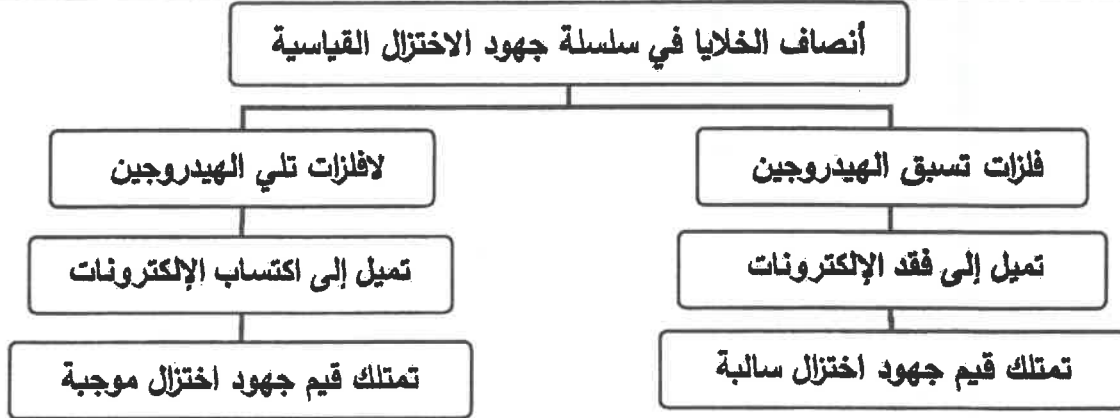 أنصاف الخلايا في سلسلة جهود الاختزال القياسية
فلزات تسبق الهيدروجين
لافلزات تلي الهيدروجين
تميل إلى فقد الإلكترونات
تميل إلى اكتساب الإلكترونات
تمتلك قيم جهود اختزال سالبة
تمتلك قيم جهود اختزال موجبة